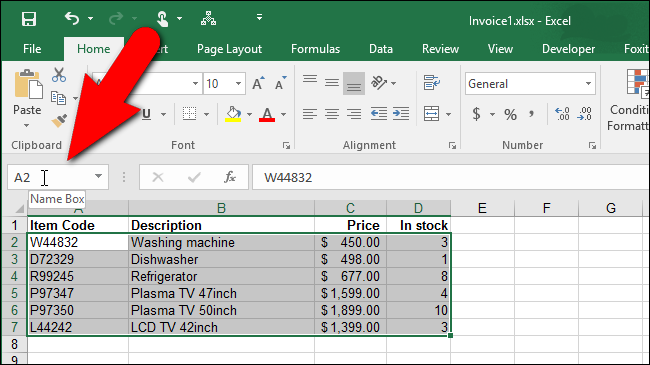 Invoice1.xlsx - Excel
File Home Page Layout Formulas Data Review View Developer Foxit
Paste
10 A A
U A
$ % , .00
Conditi
Formatt
Clipboard Font Alignment Number
A2 fx W44832
Name Box
A B C D E F G
1 Item Code Description Price In stock
2 W44832 Washing machine $ 450.00 3
3 D72329 Dishwasher $ 498.00 1
4 R99245 Refrigerator $ 677.00 8
5 P97347 Plasma TV 47inch $ 1,599.00 4
6 P97350 Plasma TV 50inch $ 1,899.00 10
7 L44242 LCD TV 42inch $ 1,399.00 3
8
9